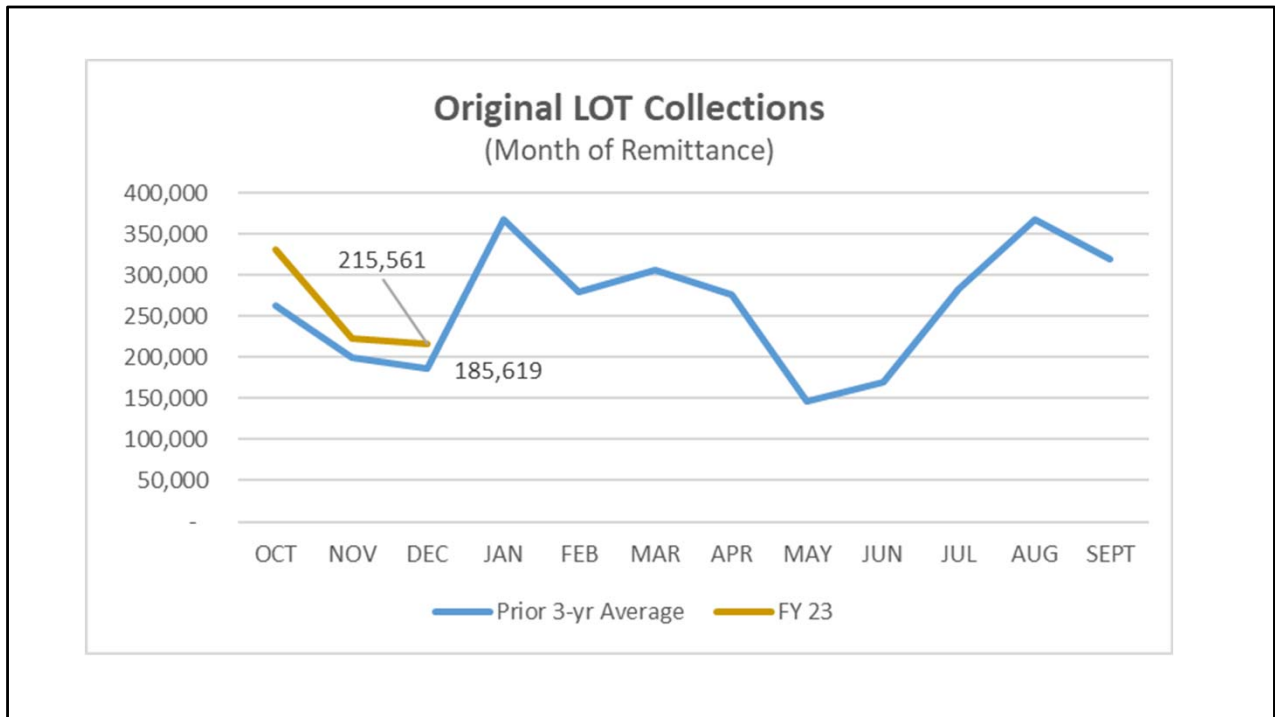 Original LOT Collections
(Month of Remittance)
400,000
350,000
300,000
250,000
200,000
150,000
100,000
50,000
-
215,561
185,619
OCT NOV DEC JAN FEB MAR APR MAY JUN JUL AUG SEPT
Prior 3-yr Average FY 23